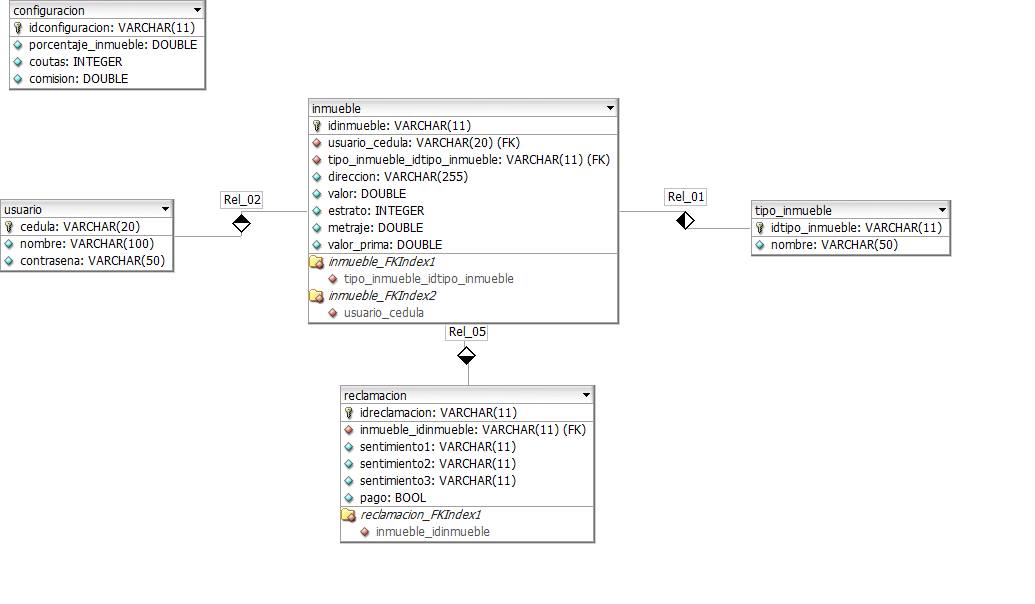 configuracion
idconfiguracion: VARCHAR(11)
porcentaje_inmueble: DOUBLE
coutas: INTEGER
comision: DOUBLE
inmueble
idinmueble: VARCHAR(11)
usuario_cedula: VARCHAR(20) (FK)
tipo_inmueble_idtipo_inmueble: VARCHAR(11) (FK)
direccion: VARCHAR(255)
valor: DOUBLE
estrato: INTEGER
metraje: DOUBLE
valor_prima: DOUBLE
inmueble_FKIndex1
tipo_inmueble_idtipo_inmueble
inmueble_FKIndex2
usuario_cedula
Rel_02
Rel_01
usuario
cedula: VARCHAR(20)
nombre: VARCHAR(100)
contrasena: VARCHAR(50)
tipo_inmueble
idtipo_inmueble: VARCHAR(11)
nombre: VARCHAR(50)
Rel_05
reclamacion
idreclamacion: VARCHAR(11)
inmueble_idinmueble: VARCHAR(11) (FK)
sentimiento1: VARCHAR(11)
sentimiento2: VARCHAR(11)
sentimiento3: VARCHAR(11)
pago: BOOL
reclamacion_FKIndex1
inmueble_idinmueble